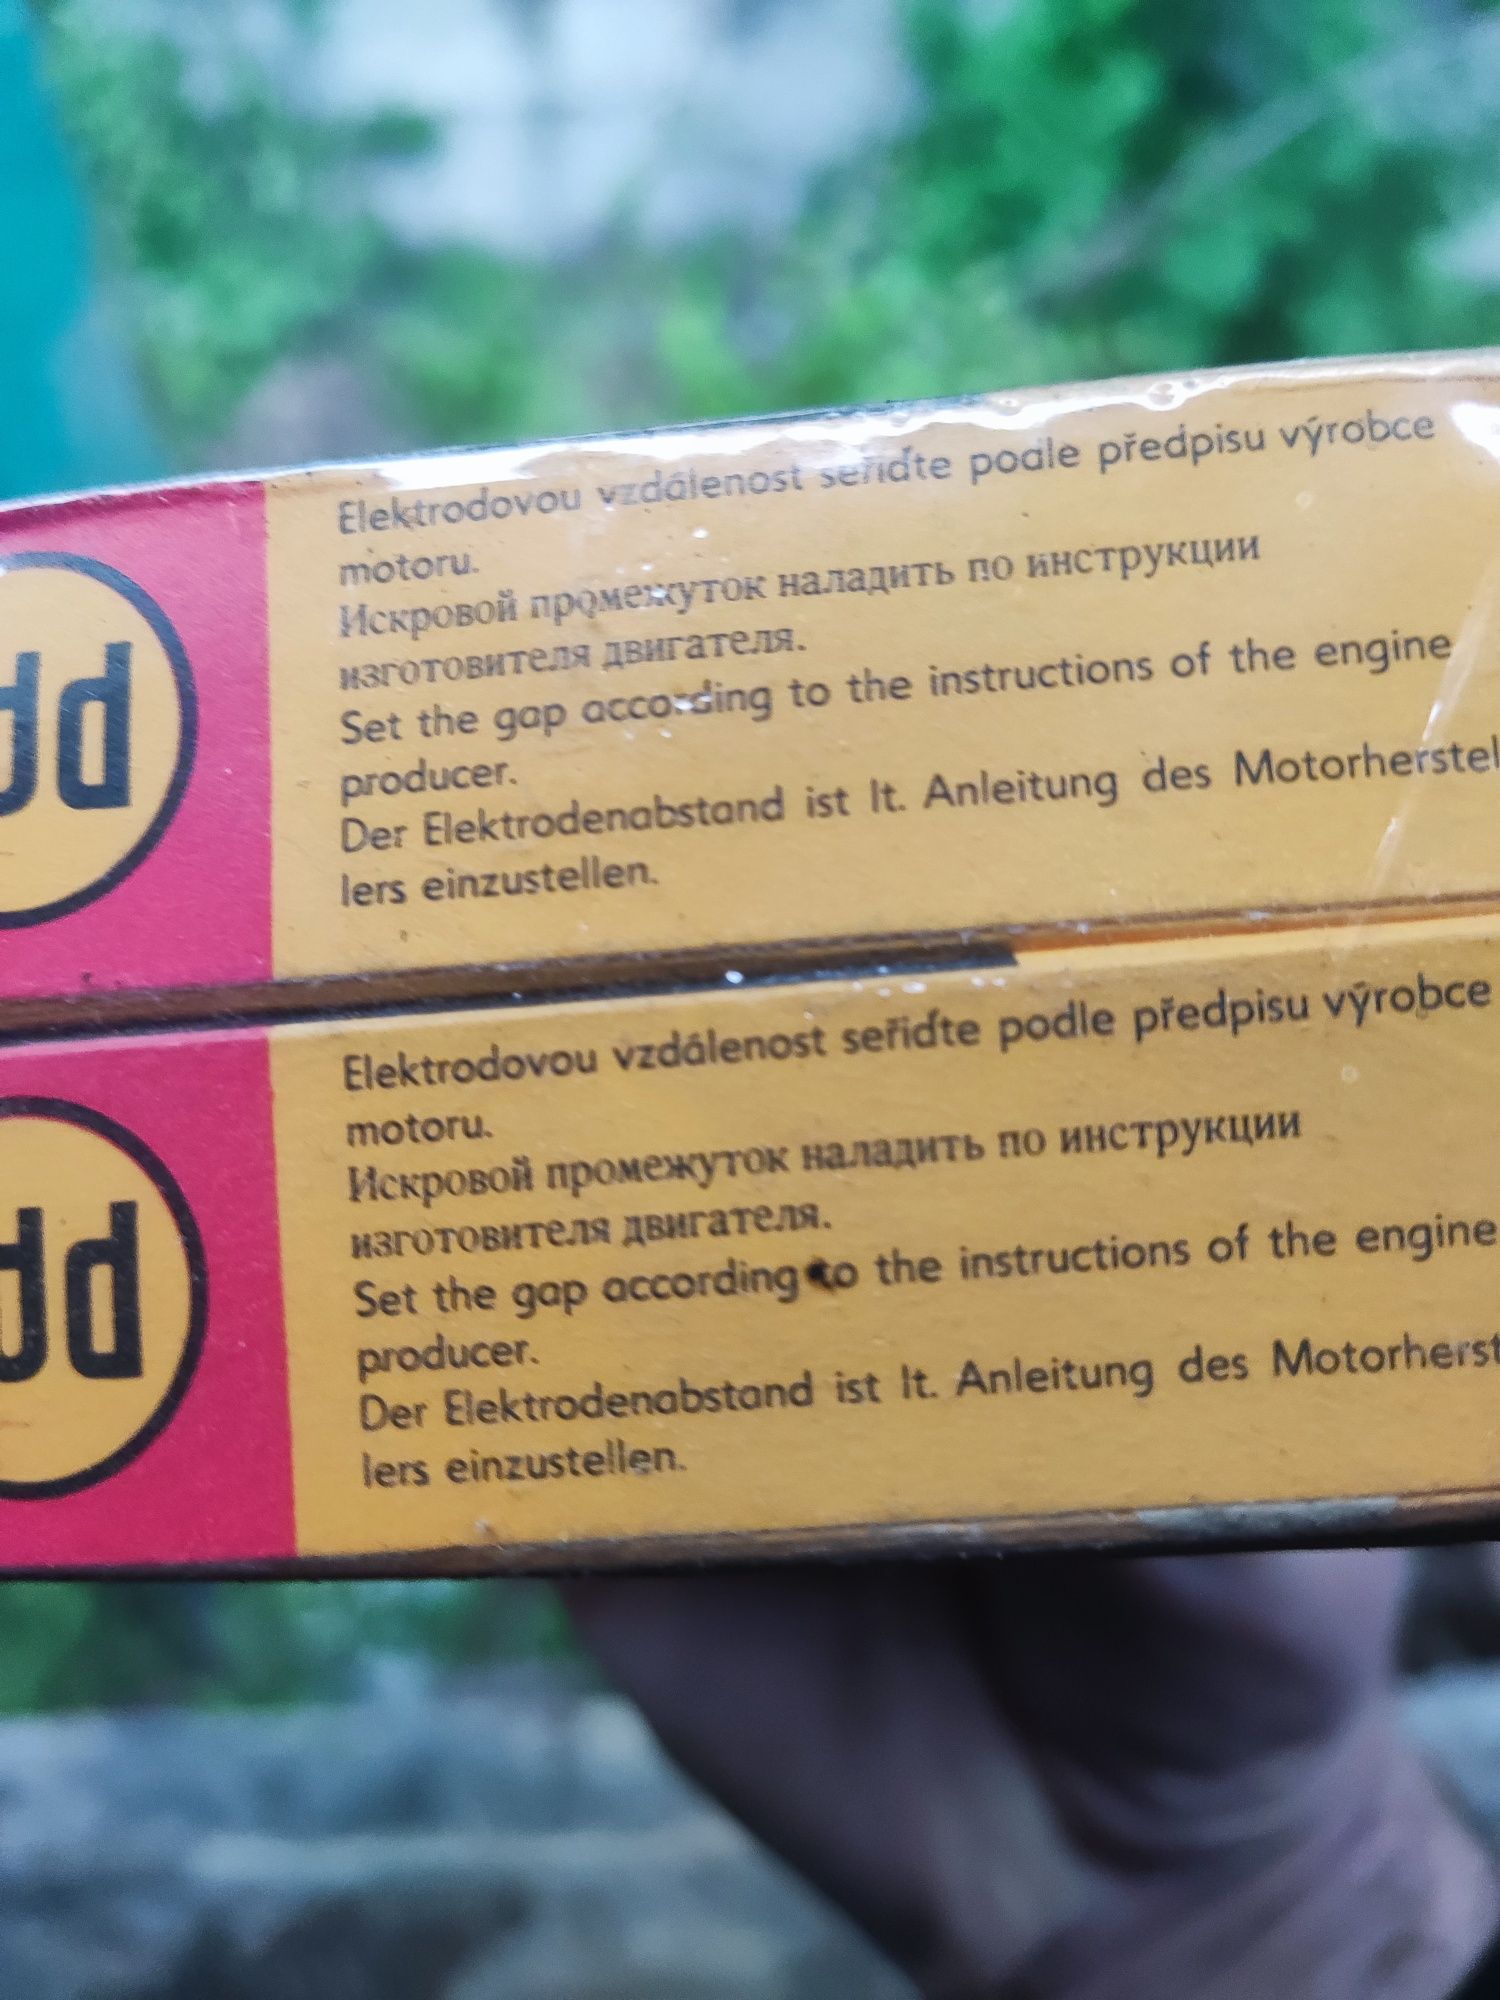 Elektrodovou vzdálenost seřiďte podle předpisu výrobce
motoru.
Искровой промежуток наладить по инструкции
изготовителя двигателя.
Set the gap according to the instructions of the engine
producer.
Der Elektrodenabstand ist lt. Anleitung des Motorherstel
lers einzustellen.
Elektrodovou vzdálenost seřiďte podle předpisu výrobce
motoru.
Искровой промежуток наладить по инструкции
изготовителя двигателя.
Set the gap according to the instructions of the engine
producer.
Der Elektrodenabstand ist lt. Anleitung des Motorherst
lers einzustellen.